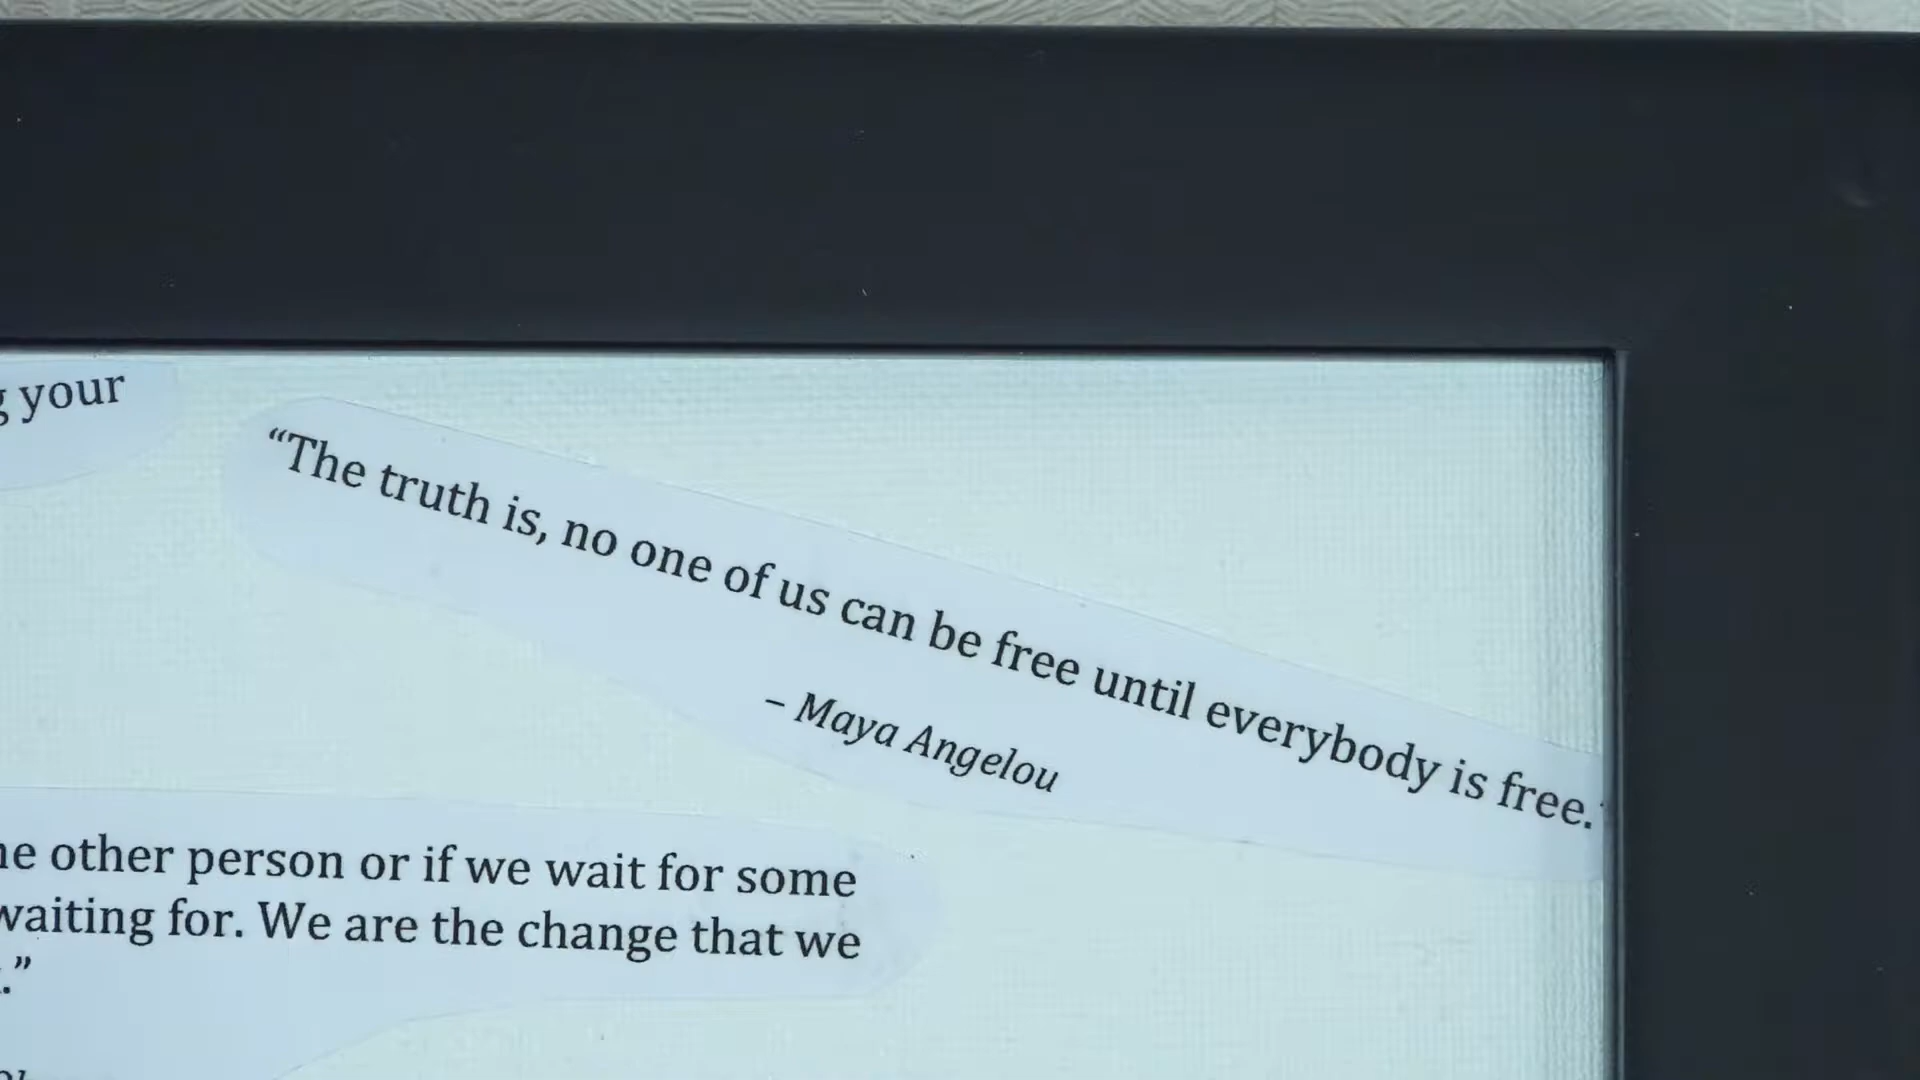 your
“The truth is, no one of us can be free until everybody is free.
– Maya Angelou
other person or if we wait for some
waiting for. We are the change that we
.”